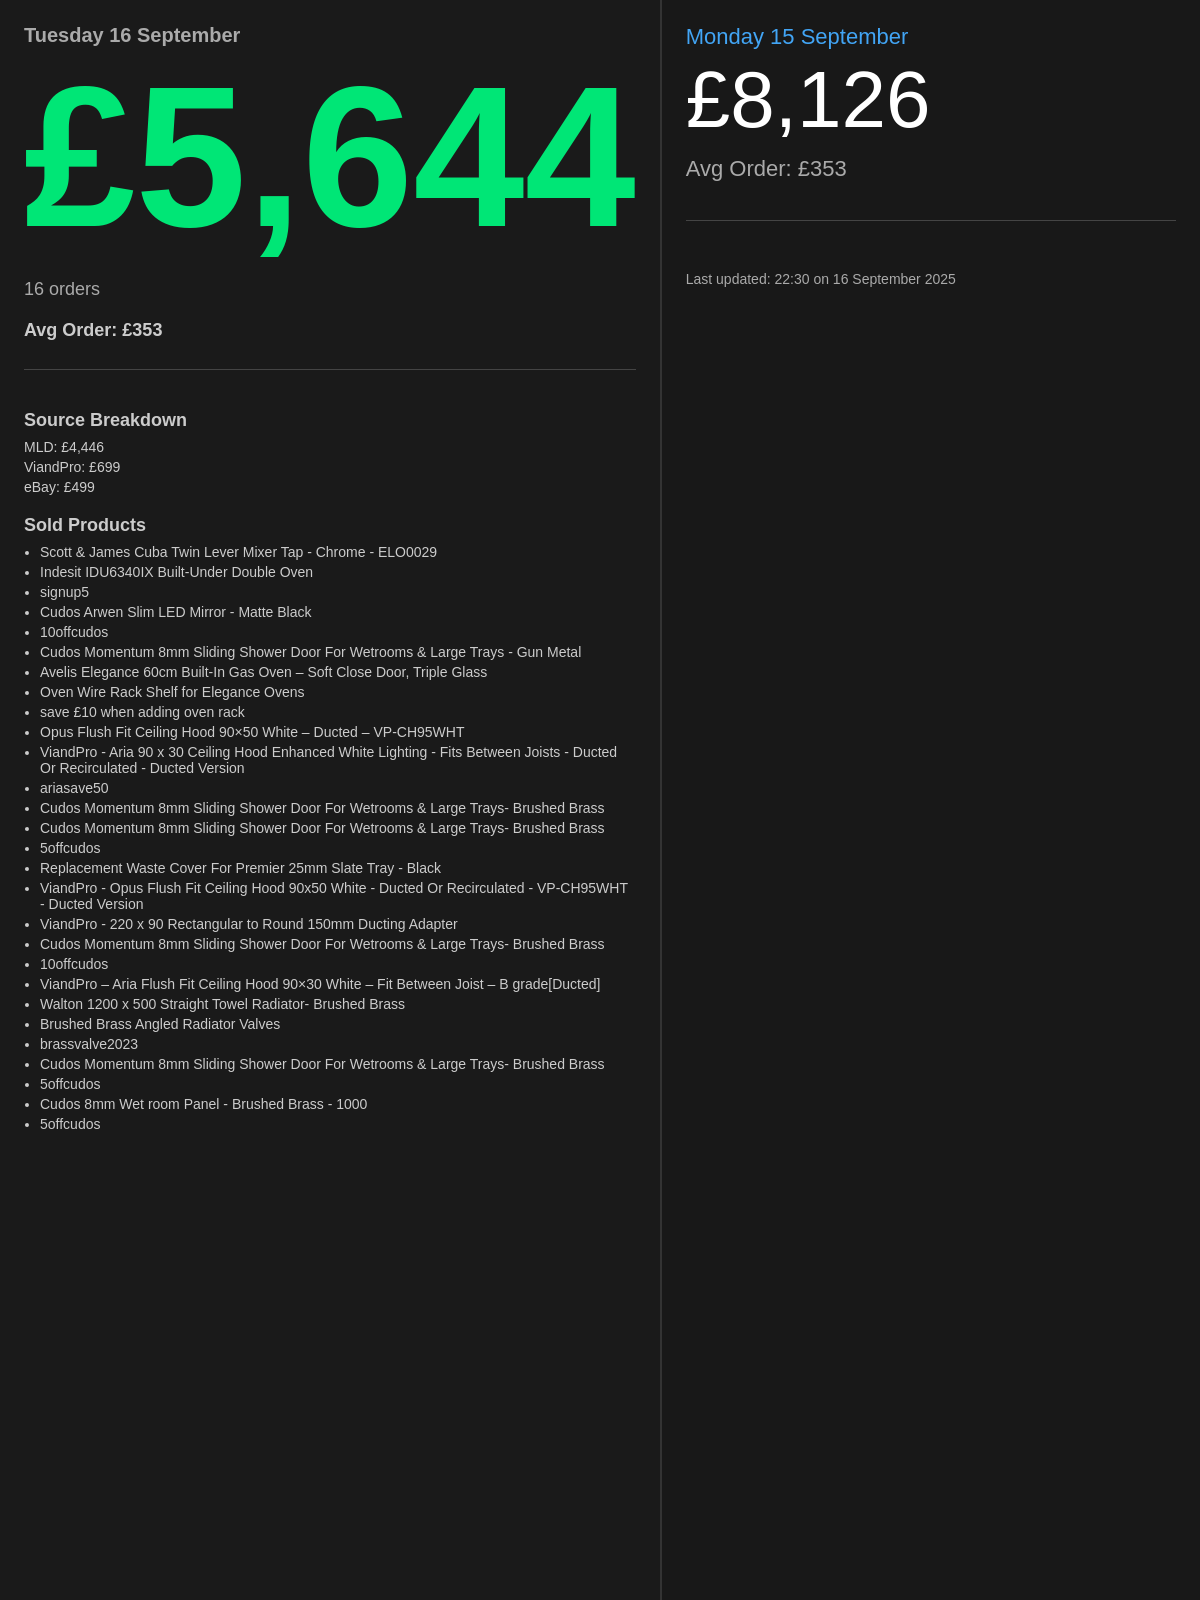 Tuesday 16 September
£5,644
16 orders
Avg Order: £353
Source Breakdown
MLD: £4,446
ViandPro: £699
eBay: £499
Sold Products
• Scott & James Cuba Twin Lever Mixer Tap - Chrome - ELO0029
• Indesit IDU6340IX Built-Under Double Oven
• signup5
• Cudos Arwen Slim LED Mirror - Matte Black
• 10offcudos
• Cudos Momentum 8mm Sliding Shower Door For Wetrooms & Large Trays - Gun Metal
• Avelis Elegance 60cm Built-In Gas Oven – Soft Close Door, Triple Glass
• Oven Wire Rack Shelf for Elegance Ovens
• save £10 when adding oven rack
• Opus Flush Fit Ceiling Hood 90×50 White – Ducted – VP-CH95WHT
• ViandPro - Aria 90 x 30 Ceiling Hood Enhanced White Lighting - Fits Between Joists - Ducted
Or Recirculated - Ducted Version
• ariasave50
• Cudos Momentum 8mm Sliding Shower Door For Wetrooms & Large Trays- Brushed Brass
• Cudos Momentum 8mm Sliding Shower Door For Wetrooms & Large Trays- Brushed Brass
• 5offcudos
• Replacement Waste Cover For Premier 25mm Slate Tray - Black
• ViandPro - Opus Flush Fit Ceiling Hood 90x50 White - Ducted Or Recirculated - VP-CH95WHT
- Ducted Version
• ViandPro - 220 x 90 Rectangular to Round 150mm Ducting Adapter
• Cudos Momentum 8mm Sliding Shower Door For Wetrooms & Large Trays- Brushed Brass
• 10offcudos
• ViandPro – Aria Flush Fit Ceiling Hood 90×30 White – Fit Between Joist – B grade[Ducted]
• Walton 1200 x 500 Straight Towel Radiator- Brushed Brass
• Brushed Brass Angled Radiator Valves
• brassvalve2023
• Cudos Momentum 8mm Sliding Shower Door For Wetrooms & Large Trays- Brushed Brass
• 5offcudos
• Cudos 8mm Wet room Panel - Brushed Brass - 1000
• 5offcudos
Monday 15 September
£8,126
Avg Order: £353
Last updated: 22:30 on 16 September 2025